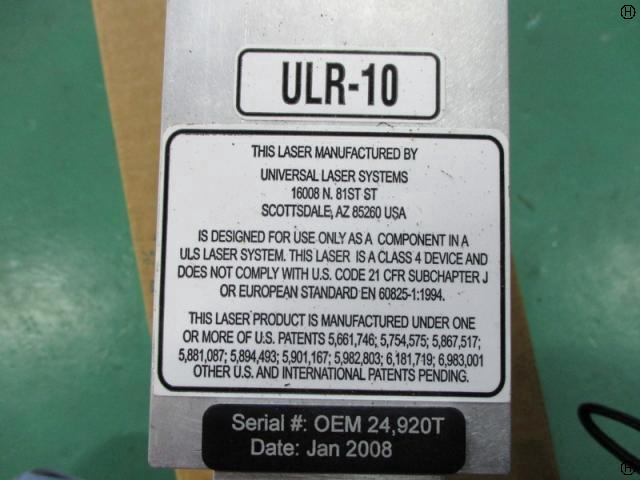 ULR-10
THIS LASER MANUFACTURED BY
UNIVERSAL LASER SYSTEMS
16008 N. 81ST ST
SCOTTSDALE, AZ 85260 USA
IS DESIGNED FOR USE ONLY AS A COMPONENT IN A
ULS LASER SYSTEM. THIS LASER IS A CLASS 4 DEVICE AND
DOES NOT COMPLY WITH U.S. CODE 21 CFR SUBCHAPTER J
OR EUROPEAN STANDARD EN 60825-1:1994.
THIS LASER PRODUCT IS MANUFACTURED UNDER ONE
OR MORE OF U.S. PATENTS 5,661,746; 5,754,575; 5,867,517;
5,881,087; 5,894,493; 5,901,167; 5,982,803; 6,181,719; 6,983,001
OTHER U.S. AND INTERNATIONAL PATENTS PENDING.
Serial #: OEM 24,920T
Date: Jan 2008
H
H